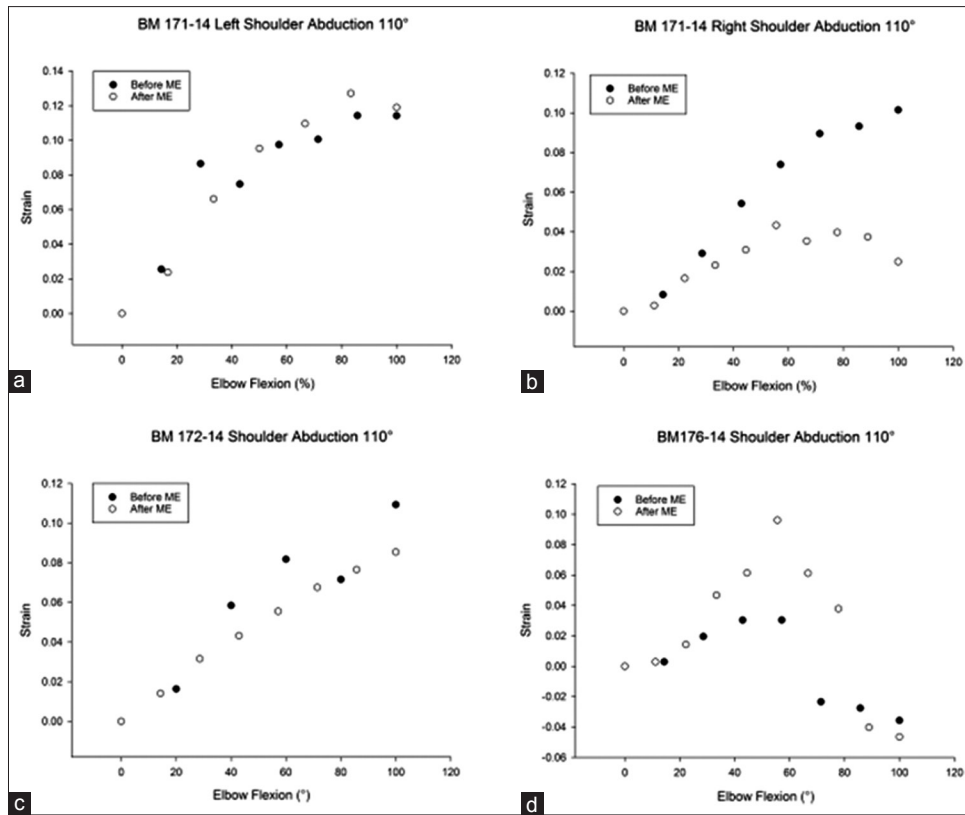 BM 171-14 Left Shoulder Abduction 110°
Before ME
After ME
0.14
0.12
0.10
0.08
0.06
0.04
0.02
0.00
Strain
0 20 40 60 80 100 120
Elbow Flexion (%)
a
BM 171-14 Right Shoulder Abduction 110°
Before ME
After ME
0.12
0.10
0.08
0.06
0.04
0.02
0.00
Strain
0 20 40 60 80 100 120
Elbow Flexion (%)
b
BM 172-14 Shoulder Abduction 110°
Before ME
After ME
0.12
0.10
0.08
0.06
0.04
0.02
0.00
Strain
0 20 40 60 80 100 120
Elbow Flexion (°)
c
BM176-14 Shoulder Abduction 110°
Before ME
After ME
0.12
0.10
0.08
0.06
0.04
0.02
0.00
-0.02
-0.04
-0.06
Strain
0 20 40 60 80 100 120
Elbow Flexion (°)
d